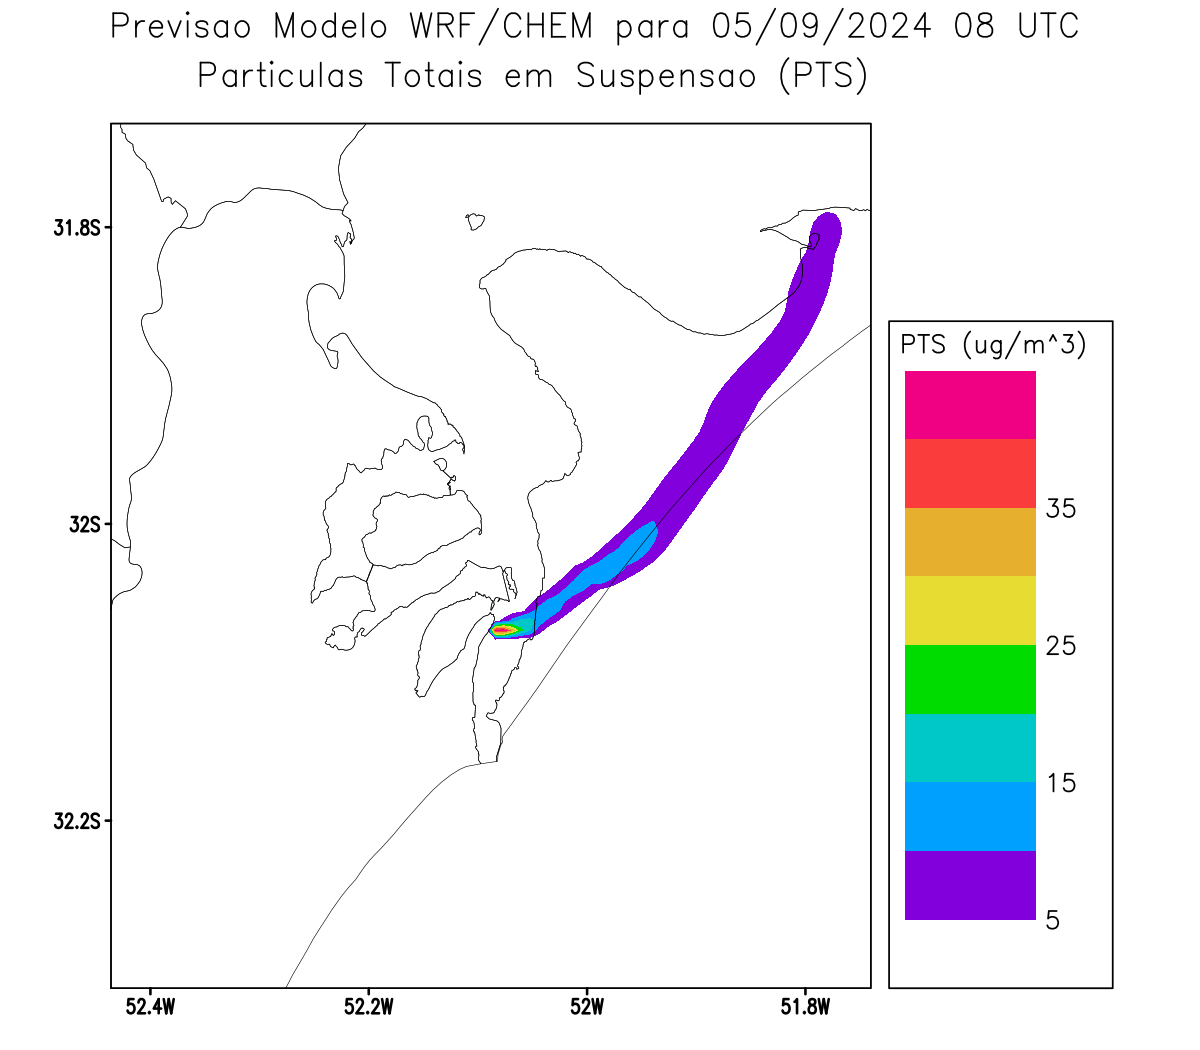 Previsao Modelo WRF/CHEM para 05/09/2024 08 UTC
Particulas Totais em Suspensao (PTS)
31.8S
32S
32.2S
52.4W
52.2W
52W
51.8W
PTS (ug/m^3)
35
25
15
5